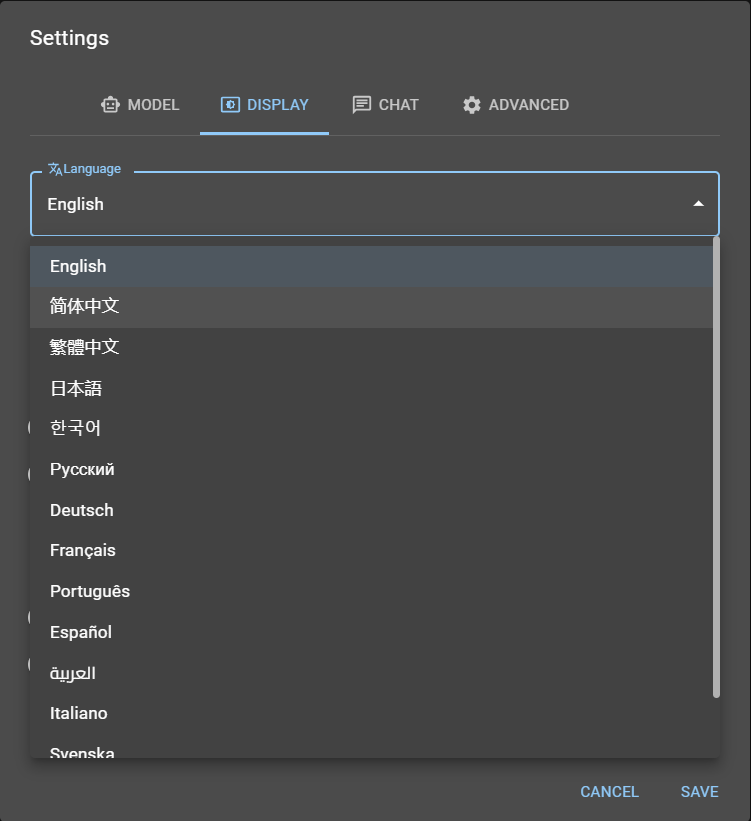 Settings
MODEL DISPLAY CHAT ADVANCED
Language
English
English
简体中文
繁體中文
日本語
한국어
Русский
Deutsch
Français
Português
Español
العربية
Italiano
Svenska
CANCEL SAVE